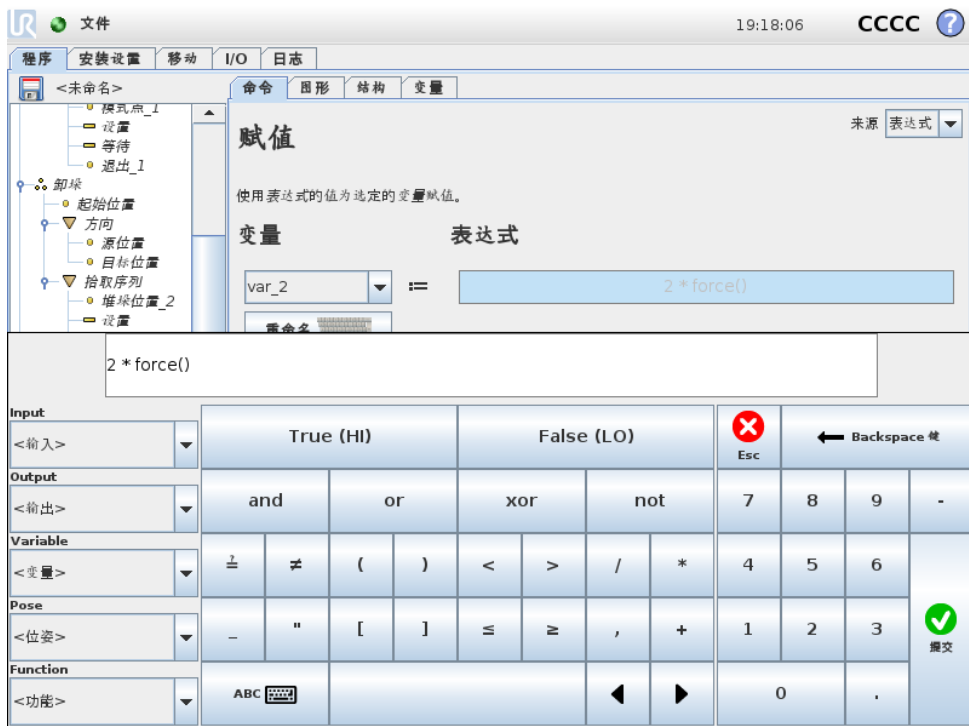 UR 文件 19:18:06 CCCC ?
程序 安装设置 移动 I/O 日志
<未命名>
命令 图形 结构 变量
模式点_1
设置
等待
退出_1
卸垛
起始位置
方向
源位置
目标位置
拾取序列
堆垛位置_2
设置
赋值
来源 表达式
使用表达式的值为选定的变量赋值。
变量 表达式
var_2 := 2 * force()
重命名
2 * force()
Input
<输入>
Output
<输出>
Variable
<变量>
Pose
<位姿>
Function
<功能>
True (HI) False (LO) Esc Backspace 键
and or xor not 7 8 9 -
≟ ≠ ( ) < > / * 4 5 6
_ " [ ] ≤ ≥ , + 1 2 3 提交
ABC 0 .